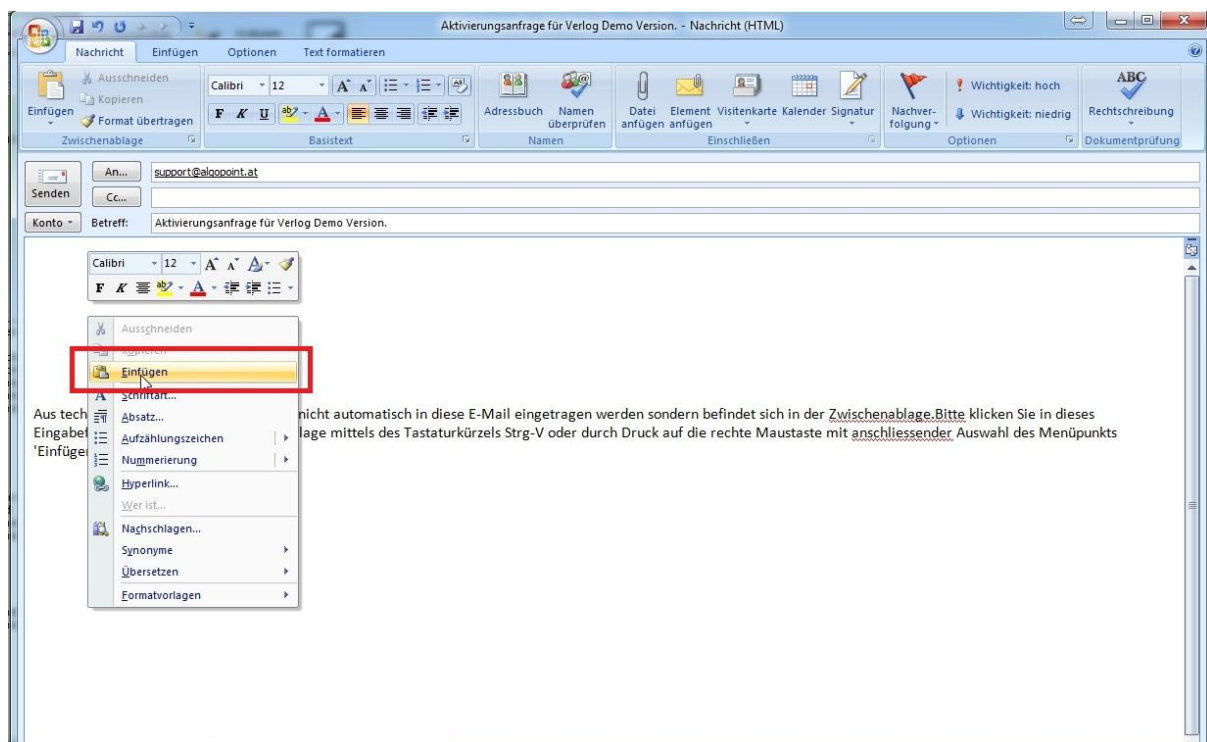 Aktivierungsanfrage für Verlog Demo Version. - Nachricht (HTML)
Nachricht Einfügen Optionen Text formatieren
Einfügen
Ausschneiden
Kopieren
Format übertragen
Zwischenablage
Calibri 12
F K U
Basistext
Adressbuch Namen überprüfen
Namen
Datei anfügen Element anfügen Visitenkarte Kalender Signatur
Einschließen
Nachver-
folgung
Wichtigkeit: hoch
Wichtigkeit: niedrig
Optionen
ABC
Rechtschreibung
Dokumentprüfung
Senden
An... support@algopoint.at
Cc...
Konto Betreff: Aktivierungsanfrage für Verlog Demo Version.
Calibri 12
F K
Ausschneiden
Kopieren
Einfügen
Schriftart...
Absatz...
Aufzählungszeichen
Nummerierung
Hyperlink...
Wer ist...
Nachschlagen...
Synonyme
Übersetzen
Formatvorlagen
Aus tech nicht automatisch in diese E-Mail eingetragen werden sondern befindet sich in der Zwischenablage.Bitte klicken Sie in dieses
Eingabef lage mittels des Tastaturkürzels Strg-V oder durch Druck auf die rechte Maustaste mit anschliessender Auswahl des Menüpunkts
'Einfüge